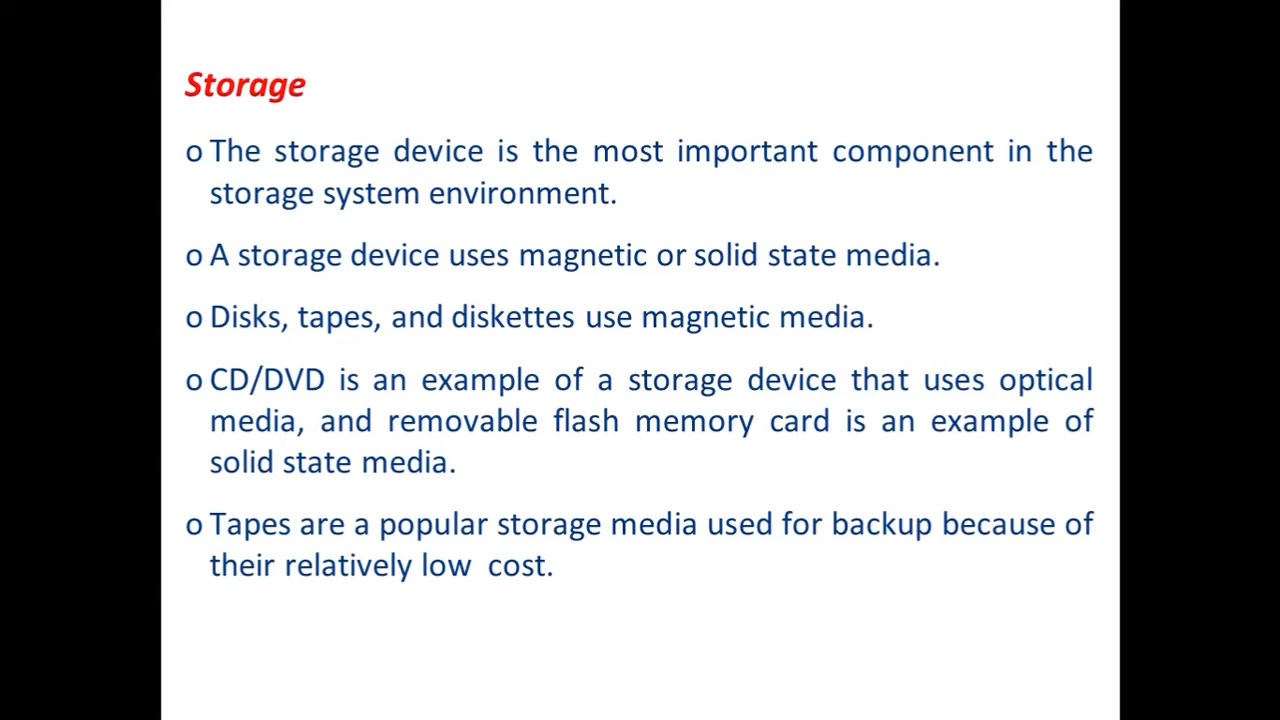 Storage
o The storage device is the most important component in the
storage system environment.
o A storage device uses magnetic or solid state media.
o Disks, tapes, and diskettes use magnetic media.
o CD/DVD is an example of a storage device that uses optical
media, and removable flash memory card is an example of
solid state media.
o Tapes are a popular storage media used for backup because of
their relatively low  cost.